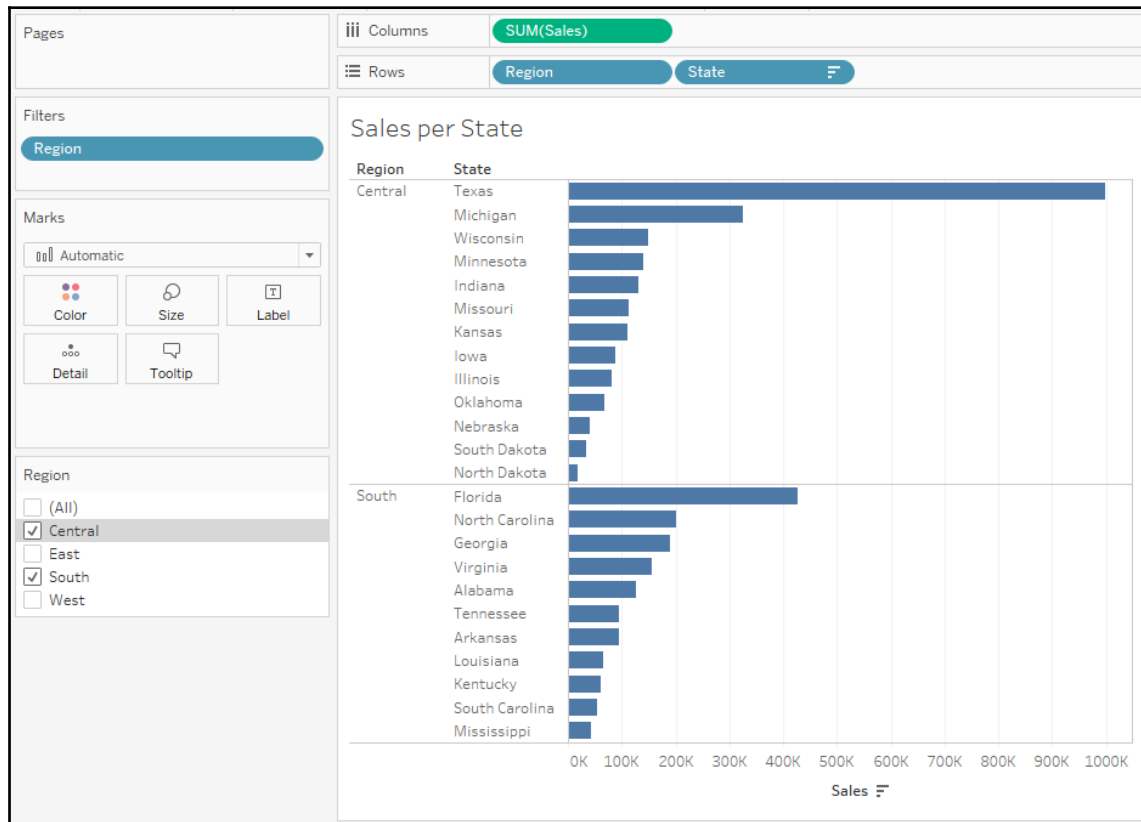 Pages
Columns SUM(Sales)
Rows Region State
Filters
Region
Marks
Automatic
Color Size Label
Detail Tooltip
Region
(All)
Central
East
South
West
Sales per State
Region State
Central Texas
Michigan
Wisconsin
Minnesota
Indiana
Missouri
Kansas
Iowa
Illinois
Oklahoma
Nebraska
South Dakota
North Dakota
South Florida
North Carolina
Georgia
Virginia
Alabama
Tennessee
Arkansas
Louisiana
Kentucky
South Carolina
Mississippi
0K 100K 200K 300K 400K 500K 600K 700K 800K 900K 1000K
Sales